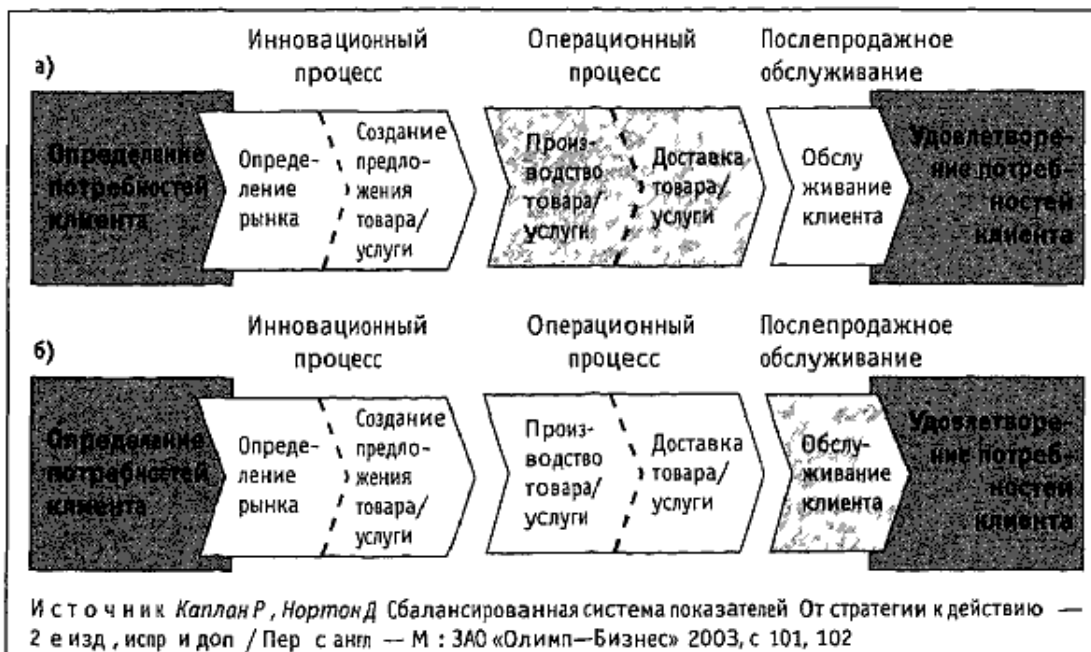 Инновационный
процесс
Операционный
процесс
Послепродажное
обслуживание
а)
Определение
потребностей
клиента
Опреде-
ление
рынка
Создание
предло-
жения
товара/
услуги
Произ-
водство
товара/
услуги
Доставка
товара/
услуги
Обслу
живание
клиента
Удовлетворе-
ние потреб-
ностей
клиента
Инновационный
процесс
Операционный
процесс
Послепродажное
обслуживание
б)
Определение
потребностей
клиента
Опреде-
ление
рынка
Создание
предло-
жения
товара/
услуги
Произ-
водство
товара/
услуги
Доставка
товара/
услуги
Обслу-
живание
клиента
Удовлетворе-
ние потреб-
ностей
клиента
Источник Каплан Р , Нортон Д Сбалансированная система показателей От стратегии к действию —
2 е изд , испр и доп / Пер с англ — М : ЗАО «Олимп—Бизнес» 2003, с 101, 102